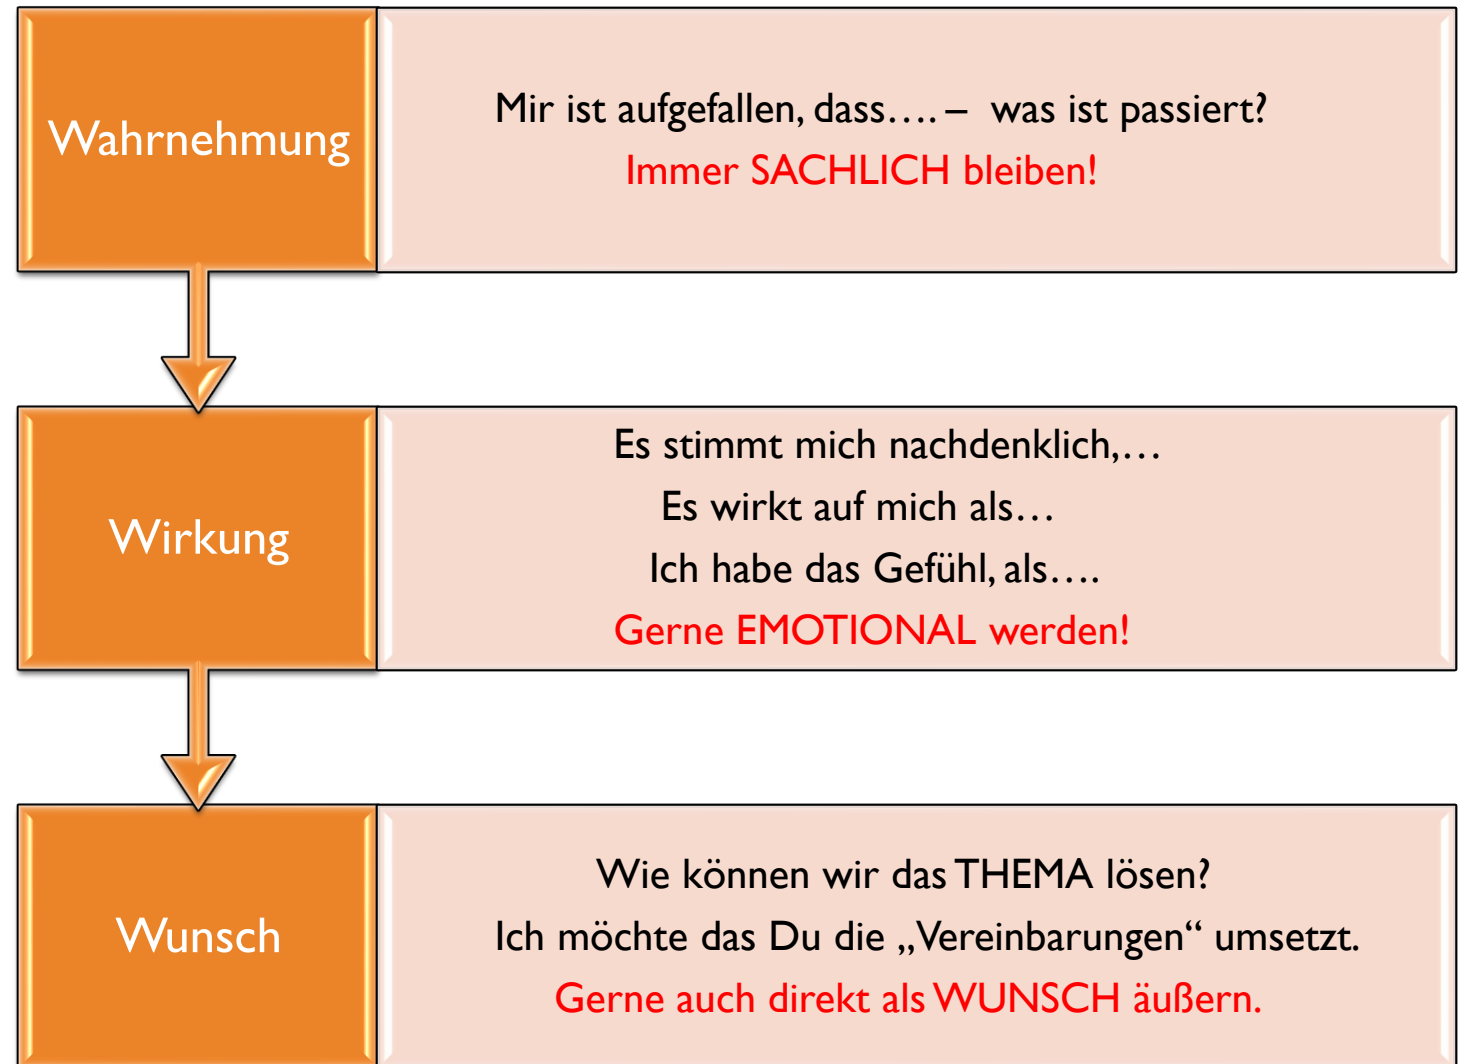 Wahrnehmung
Mir ist aufgefallen, dass…. – was ist passiert?
Immer SACHLICH bleiben!
Wirkung
Es stimmt mich nachdenklich,…
Es wirkt auf mich als…
Ich habe das Gefühl, als….
Gerne EMOTIONAL werden!
Wunsch
Wie können wir das THEMA lösen?
Ich möchte das Du die „Vereinbarungen“ umsetzt.
Gerne auch direkt als WUNSCH äußern.